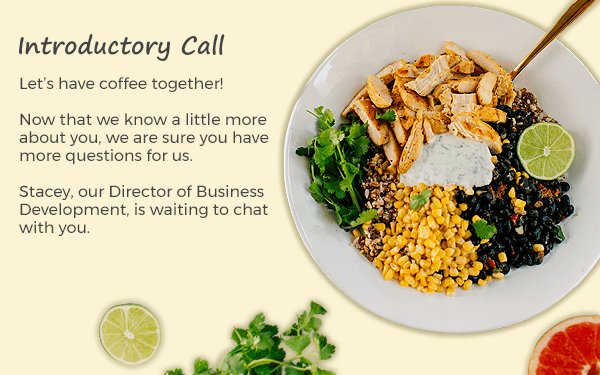 Introductory Call
Let's have coffee together!
Now that we know a little more
about you, we are sure you have
more questions for us.
Stacey, our Director of Business
Development, is waiting to chat
with you.